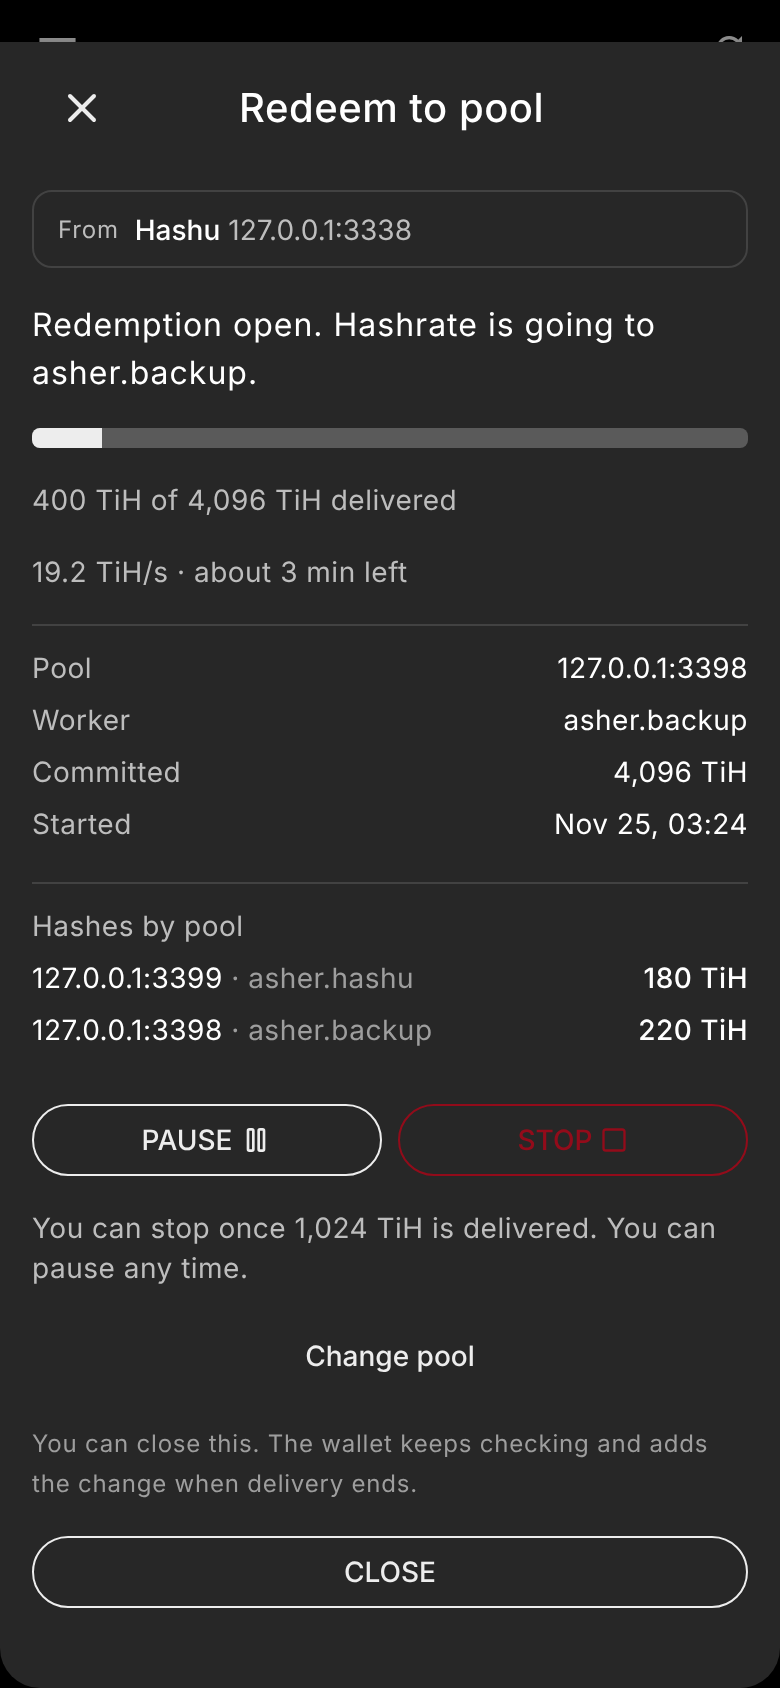 Redeem to pool
From Hashu 127.0.0.1:3338
Redemption open. Hashrate is going to
asher.backup.
400 TiH of 4,096 TiH delivered
19.2 TiH/s · about 3 min left
Pool 127.0.0.1:3398
Worker asher.backup
Committed 4,096 TiH
Started Nov 25, 03:24
Hashes by pool
127.0.0.1:3399 · asher.hashu 180 TiH
127.0.0.1:3398 · asher.backup 220 TiH
PAUSE STOP
You can stop once 1,024 TiH is delivered. You can
pause any time.
Change pool
You can close this. The wallet keeps checking and adds
the change when delivery ends.
CLOSE